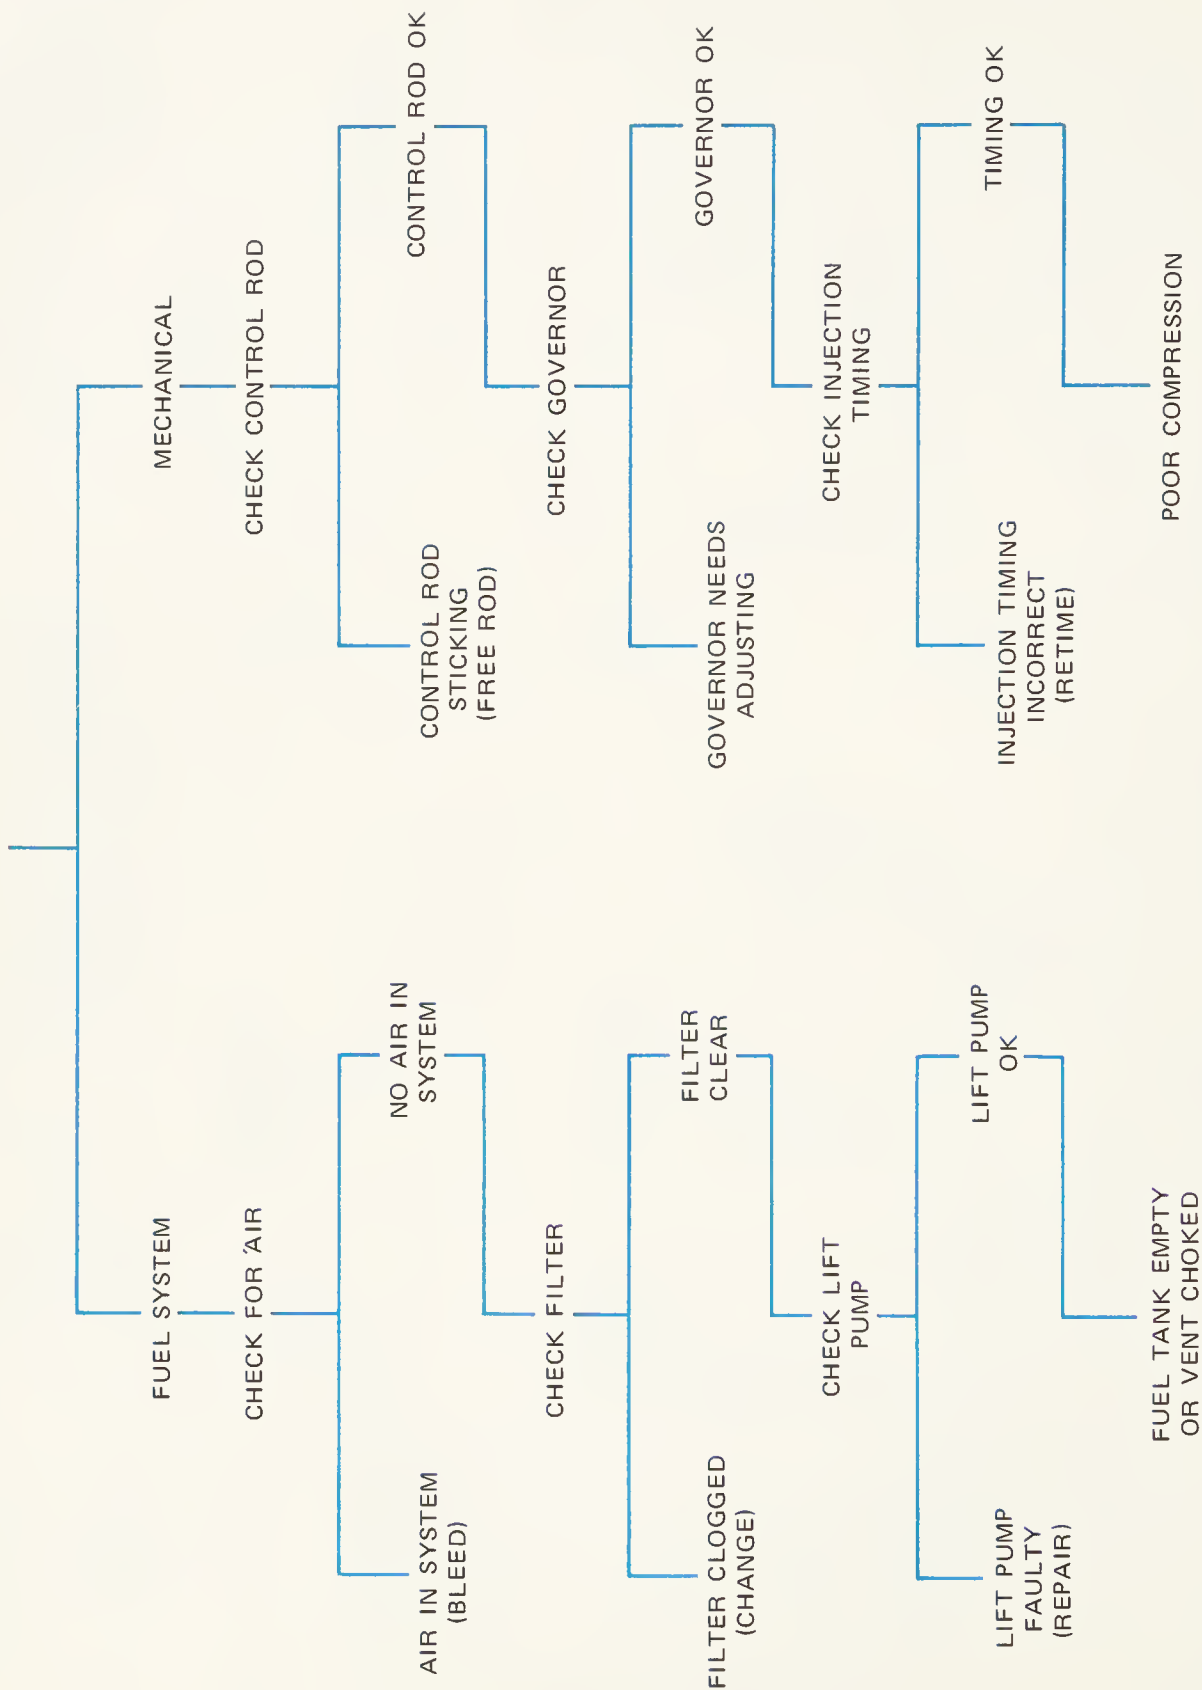 FUEL SYSTEM
CHECK FOR AIR
AIR IN SYSTEM
(BLEED)
NO AIR IN
SYSTEM
CHECK FILTER
FILTER CLOGGED
(CHANGE)
FILTER
CLEAR
CHECK LIFT
PUMP
LIFT PUMP
FAULTY
(REPAIR)
LIFT PUMP
OK
FUEL TANK EMPTY
OR VENT CHOKED
MECHANICAL
CHECK CONTROL ROD
CONTROL ROD
STICKING
(FREE ROD)
CONTROL ROD OK
CHECK GOVERNOR
GOVERNOR NEEDS
ADJUSTING
GOVERNOR OK
CHECK INJECTION
TIMING
INJECTION TIMING
INCORRECT
(RETIME)
TIMING OK
POOR COMPRESSION